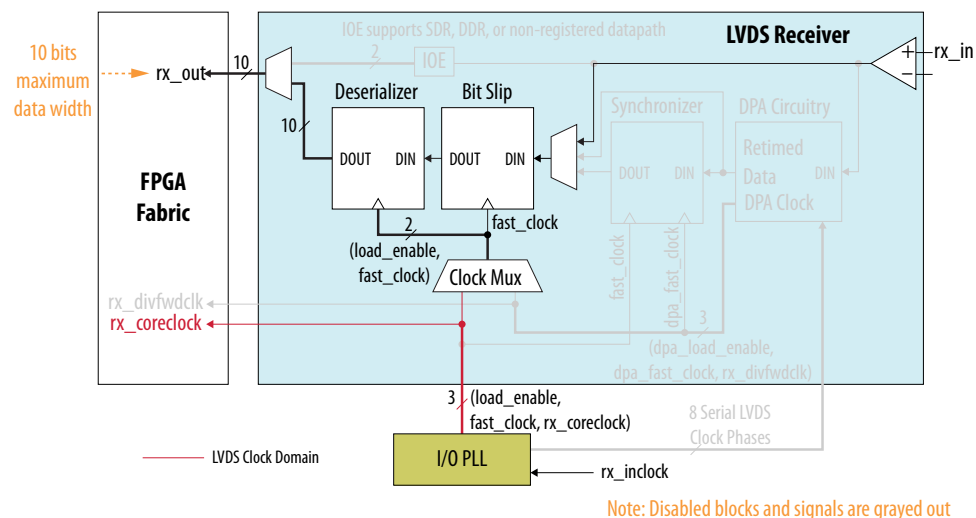 IOE supports SDR, DDR, or non-registered datapath
LVDS Receiver
10 bits
maximum
data width
rx_out
10
2
IOE
+
−
rx_in
Deserializer
Bit Slip
Synchronizer
DPA Circuitry
10
DOUT
DIN
DOUT
DIN
DOUT
DIN
Retimed
Data
DIN
DPA Clock
FPGA
Fabric
2
fast_clock
(load_enable,
fast_clock)
Clock Mux
fast_clock
dpa_fast_clock
rx_divfwdclk
rx_coreclock
3
(dpa_load_enable,
dpa_fast_clock, rx_divfwdclk)
3
(load_enable,
fast_clock, rx_coreclock)
8 Serial LVDS
Clock Phases
LVDS Clock Domain
I/O PLL
rx_inclock
Note: Disabled blocks and signals are grayed out